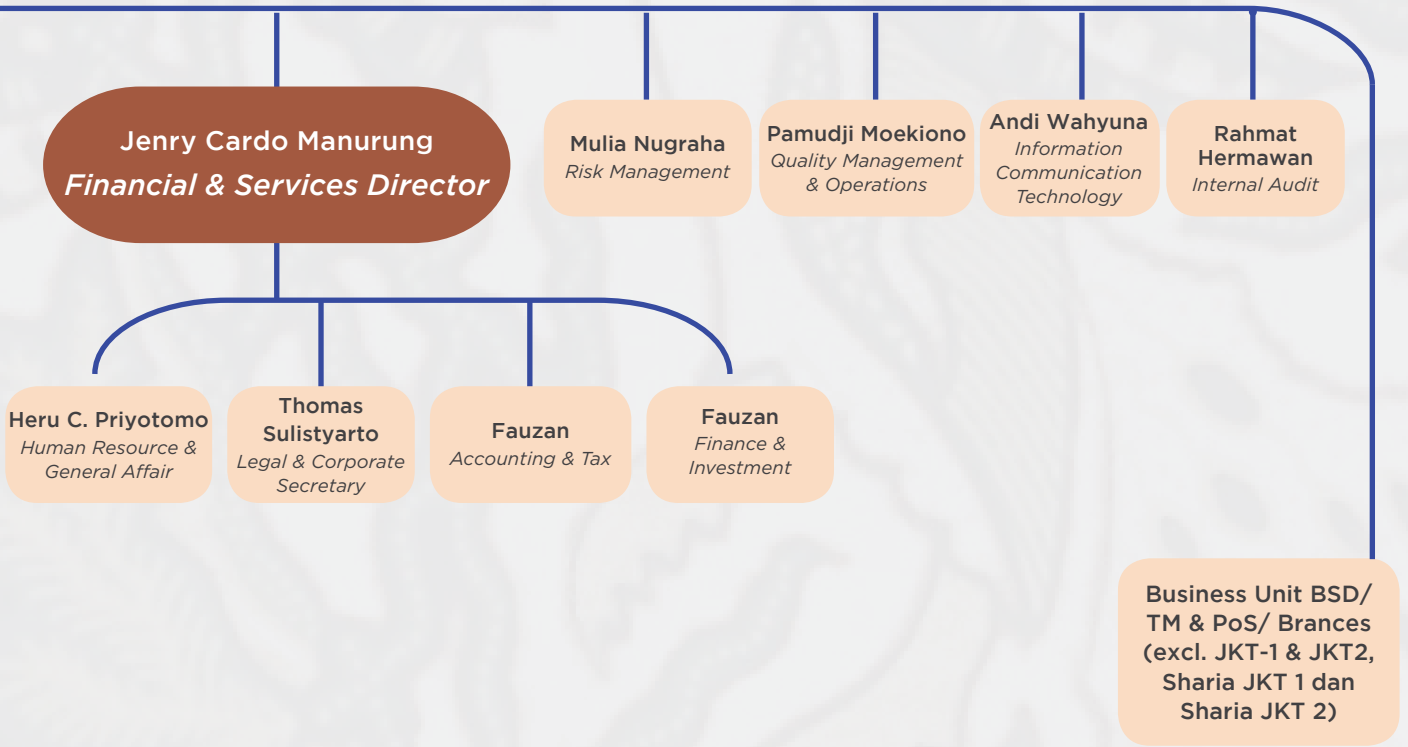 Jenry Cardo Manurung
Financial & Services Director
Mulia Nugraha
Risk Management
Pamudji Moekiono
Quality Management
& Operations
Andi Wahyuna
Information
Communication
Technology
Rahmat
Hermawan
Internal Audit
Heru C. Priyotomo
Human Resource &
General Affair
Thomas
Sulistyarto
Legal & Corporate
Secretary
Fauzan
Accounting & Tax
Fauzan
Finance &
Investment
Business Unit BSD/
TM & PoS/ Brances
(excl. JKT-1 & JKT2,
Sharia JKT 1 dan
Sharia JKT 2)